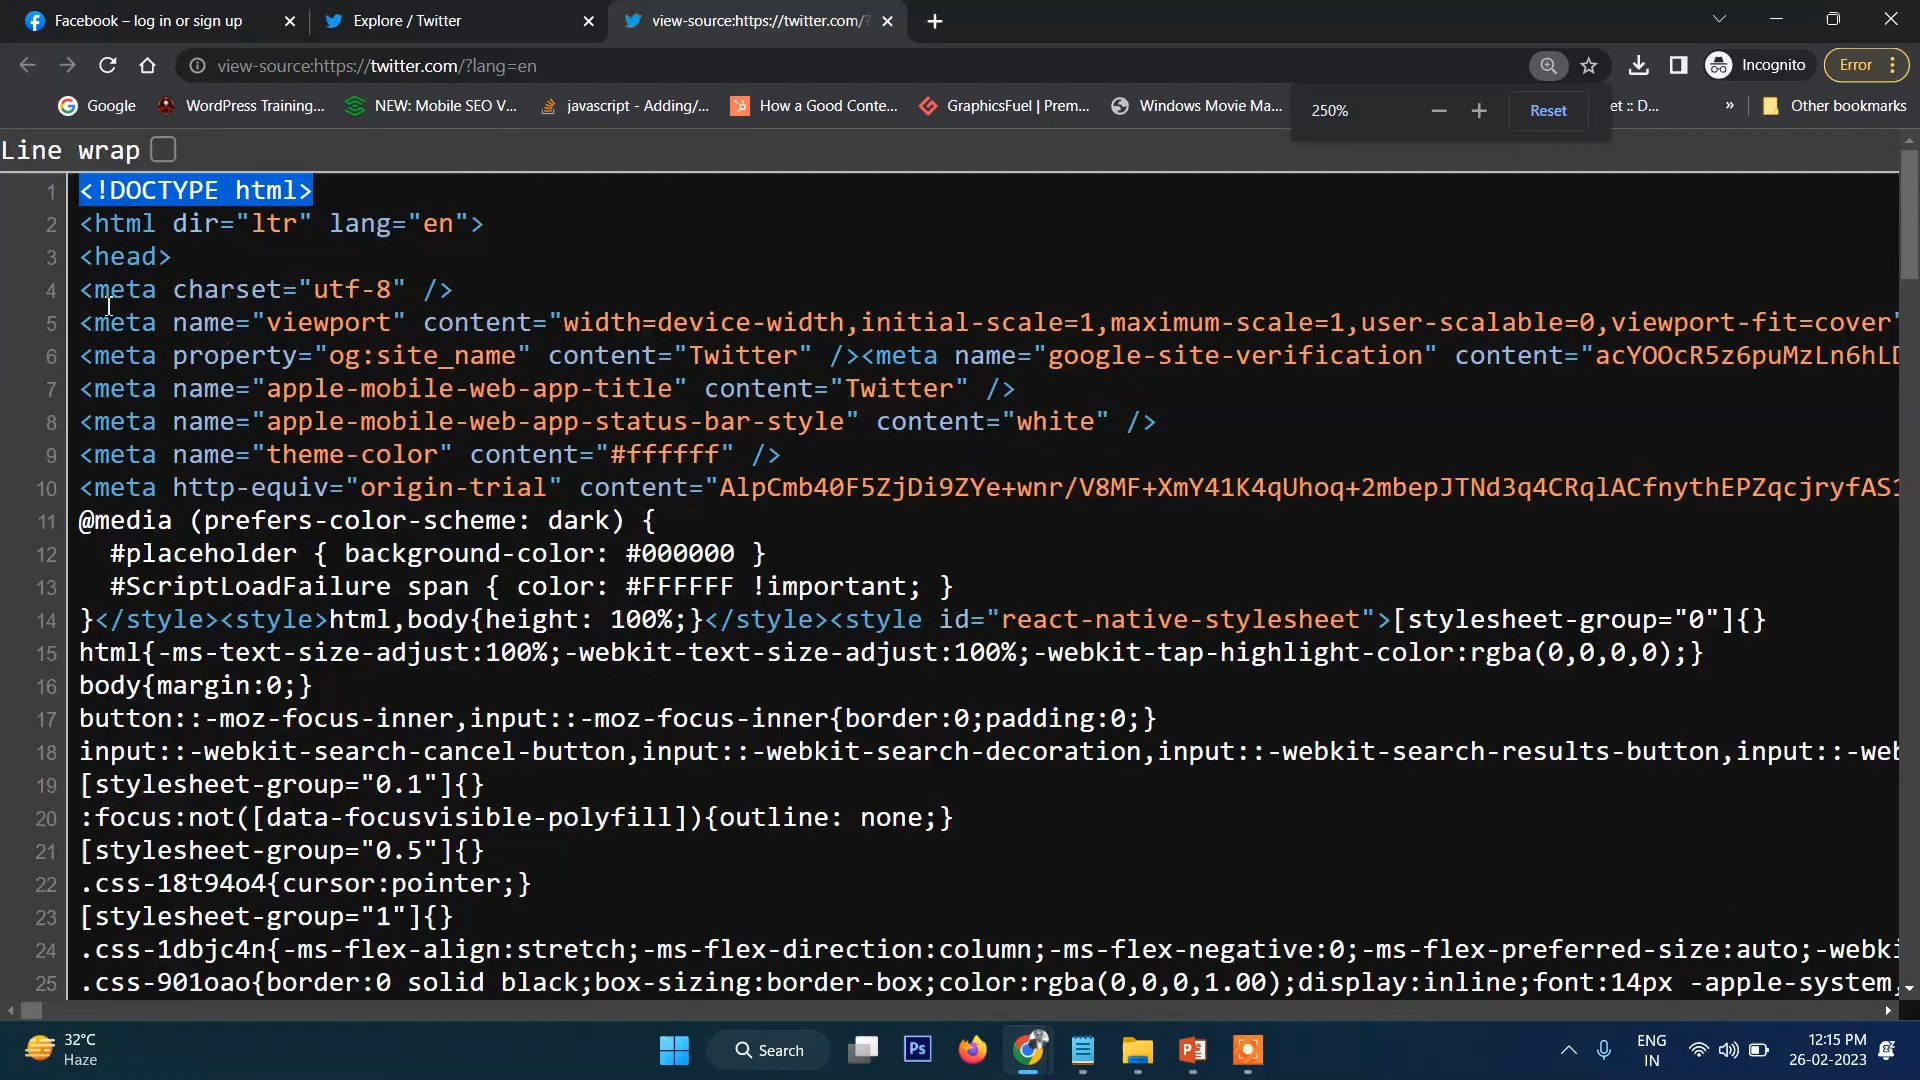 Facebook – log in or sign up
Explore / Twitter
view-source:https://twitter.com/?
view-source:https://twitter.com/?lang=en
Incognito
Error
Google
WordPress Training...
NEW: Mobile SEO V...
javascript - Adding/...
How a Good Conte...
GraphicsFuel | Prem...
Windows Movie Ma...
et :: D...
»
Other bookmarks
250%
Reset
Line wrap
1 <!DOCTYPE html>
2 <html dir="ltr" lang="en">
3 <head>
4 <meta charset="utf-8" />
5 <meta name="viewport" content="width=device-width,initial-scale=1,maximum-scale=1,user-scalable=0,viewport-fit=cover"
6 <meta property="og:site_name" content="Twitter" /><meta name="google-site-verification" content="acYOOcR5z6puMzLn6hLD
7 <meta name="apple-mobile-web-app-title" content="Twitter" />
8 <meta name="apple-mobile-web-app-status-bar-style" content="white" />
9 <meta name="theme-color" content="#ffffff" />
10 <meta http-equiv="origin-trial" content="AlpCmb40F5ZjDi9ZYe+wnr/V8MF+XmY41K4qUhoq+2mbepJTNd3q4CRqlACfnythEPZqcjryfAS1
11 @media (prefers-color-scheme: dark) {
12 #placeholder { background-color: #000000 }
13 #ScriptLoadFailure span { color: #FFFFFF !important; }
14 }</style><style>html,body{height: 100%;}</style><style id="react-native-stylesheet">[stylesheet-group="0"]{}
15 html{-ms-text-size-adjust:100%;-webkit-text-size-adjust:100%;-webkit-tap-highlight-color:rgba(0,0,0,0);}
16 body{margin:0;}
17 button::-moz-focus-inner,input::-moz-focus-inner{border:0;padding:0;}
18 input::-webkit-search-cancel-button,input::-webkit-search-decoration,input::-webkit-search-results-button,input::-web
19 [stylesheet-group="0.1"]{}
20 :focus:not([data-focusvisible-polyfill]){outline: none;}
21 [stylesheet-group="0.5"]{}
22 .css-18t94o4{cursor:pointer;}
23 [stylesheet-group="1"]{}
24 .css-1dbjc4n{-ms-flex-align:stretch;-ms-flex-direction:column;-ms-flex-negative:0;-ms-flex-preferred-size:auto;-webki
25 .css-901oao{border:0 solid black;box-sizing:border-box;color:rgba(0,0,0,1.00);display:inline;font:14px -apple-system,
32°C
Haze
Search
Ps
ENG
IN
12:15 PM
26-02-2023